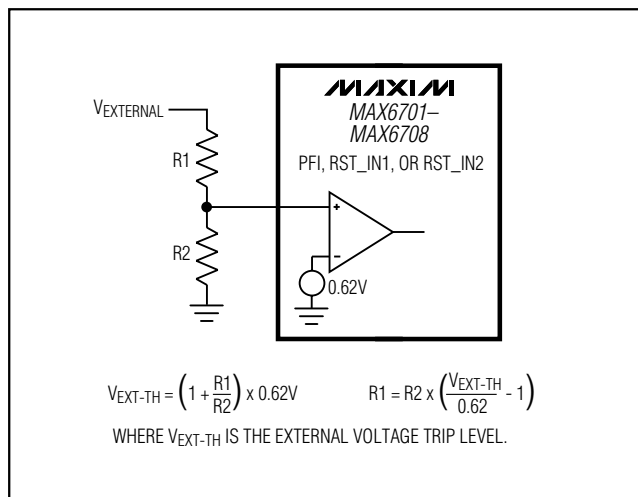 MAXIM
MAX6701–
MAX6708
PFI, RST_IN1, OR RST_IN2
VEXTERNAL
R1
R2
+
-
0.62V
VEXT-TH = (1 + R1/R2) x 0.62V
R1 = R2 x (VEXT-TH/0.62 - 1)
WHERE VEXT-TH IS THE EXTERNAL VOLTAGE TRIP LEVEL.